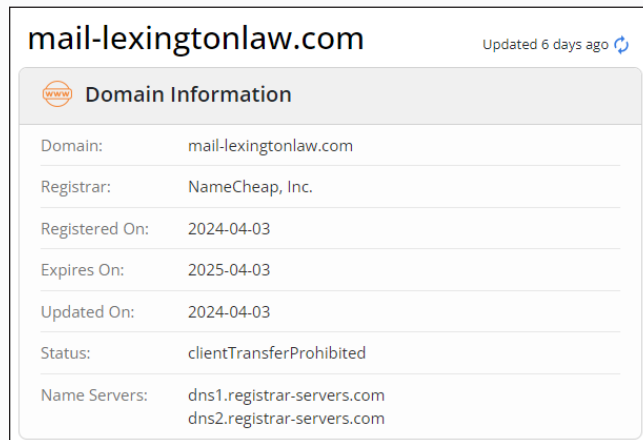 mail-lexingtonlaw.com
Updated 6 days ago
www
Domain Information
Domain: mail-lexingtonlaw.com
Registrar: NameCheap, Inc.
Registered On: 2024-04-03
Expires On: 2025-04-03
Updated On: 2024-04-03
Status: clientTransferProhibited
Name Servers: dns1.registrar-servers.com
dns2.registrar-servers.com